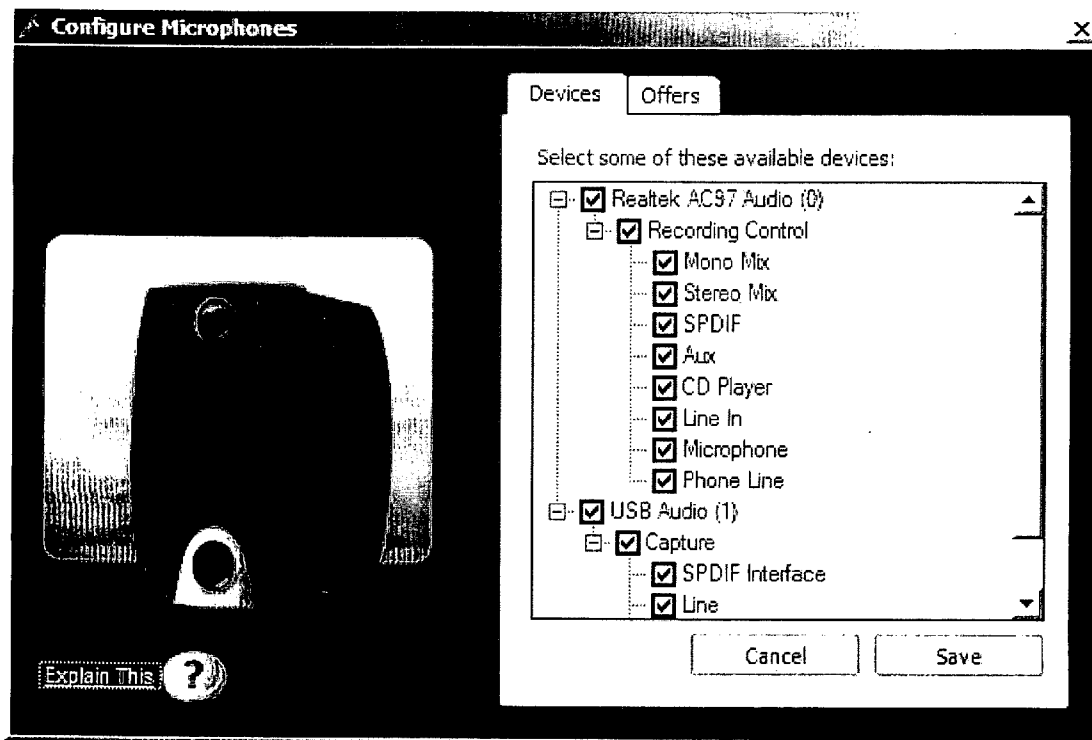 Configure Microphones
Devices
Offers
Select some of these available devices:
Realtek AC97 Audio (0)
Recording Control
Mono Mix
Stereo Mix
SPDIF
Aux
CD Player
Line In
Microphone
Phone Line
USB Audio (1)
Capture
SPDIF Interface
Line
Cancel
Save
Explain This
?